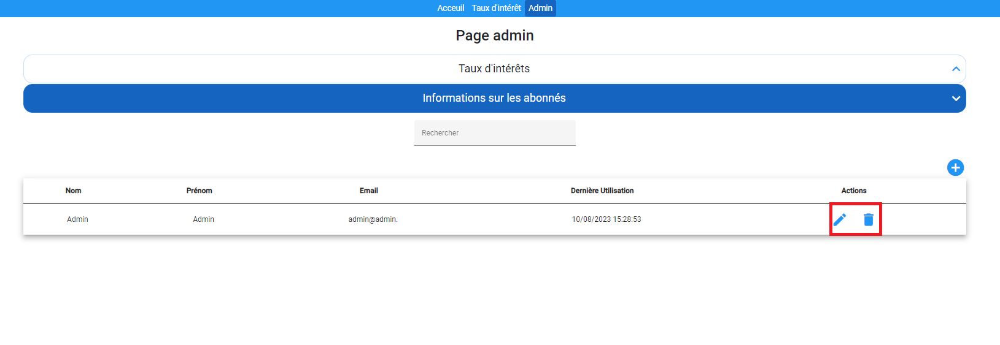 Acceuil Taux d'intérêt Admin
Page admin
Taux d'intérêts
Informations sur les abonnés
Rechercher
Nom Prénom Email Dernière Utilisation Actions
Admin Admin admin@admin. 10/08/2023 15:28:53